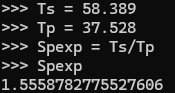 >>> Ts = 58.389
>>> Tp = 37.528
>>> Spexp = Ts/Tp
>>> Spexp
1.5558782775527606